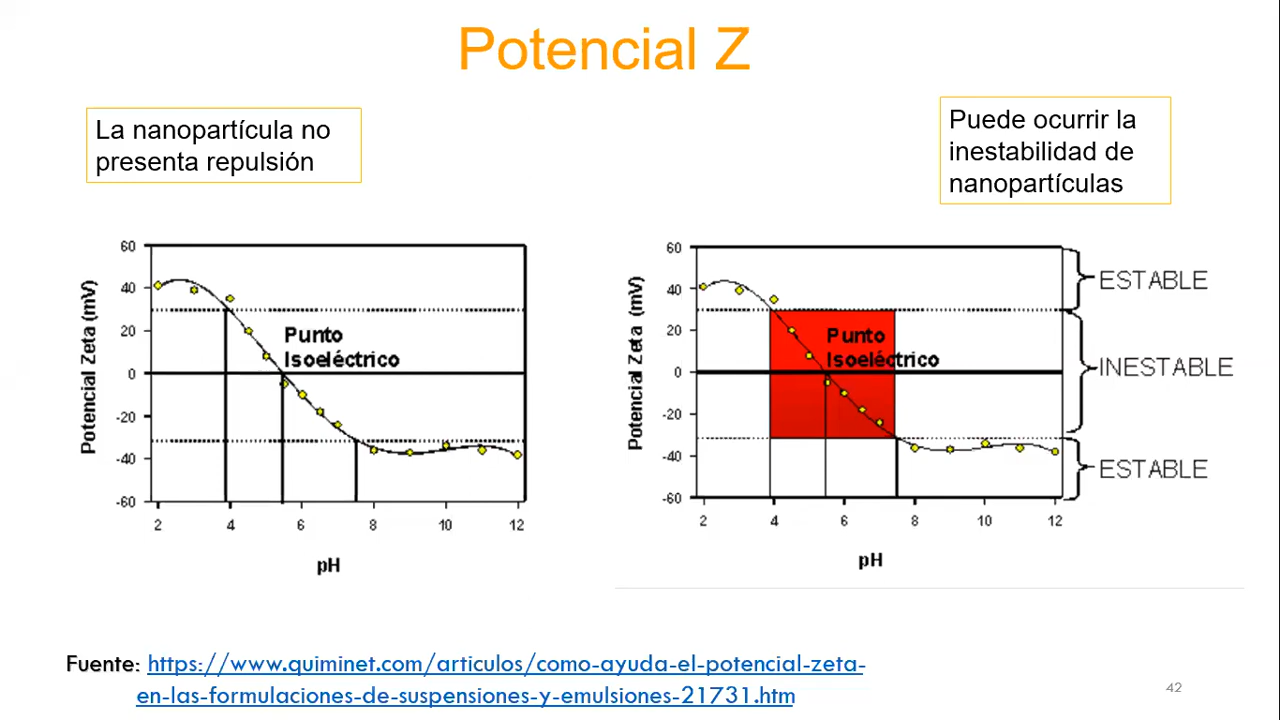 Potencial Z
La nanopartícula no
presenta repulsión
Puede ocurrir la
inestabilidad de
nanopartículas
60
40
20
0
-20
-40
-60
Potencial Zeta (mV)
Punto
Isoeléctrico
2 4 6 8 10 12
pH
60
40
20
0
-20
-40
-60
Potencial Zeta (mV)
Punto
Isoeléctrico
2 4 6 8 10 12
pH
ESTABLE
INESTABLE
ESTABLE
Fuente: https://www.quiminet.com/articulos/como-ayuda-el-potencial-zeta-
en-las-formulaciones-de-suspensiones-y-emulsiones-21731.htm
42